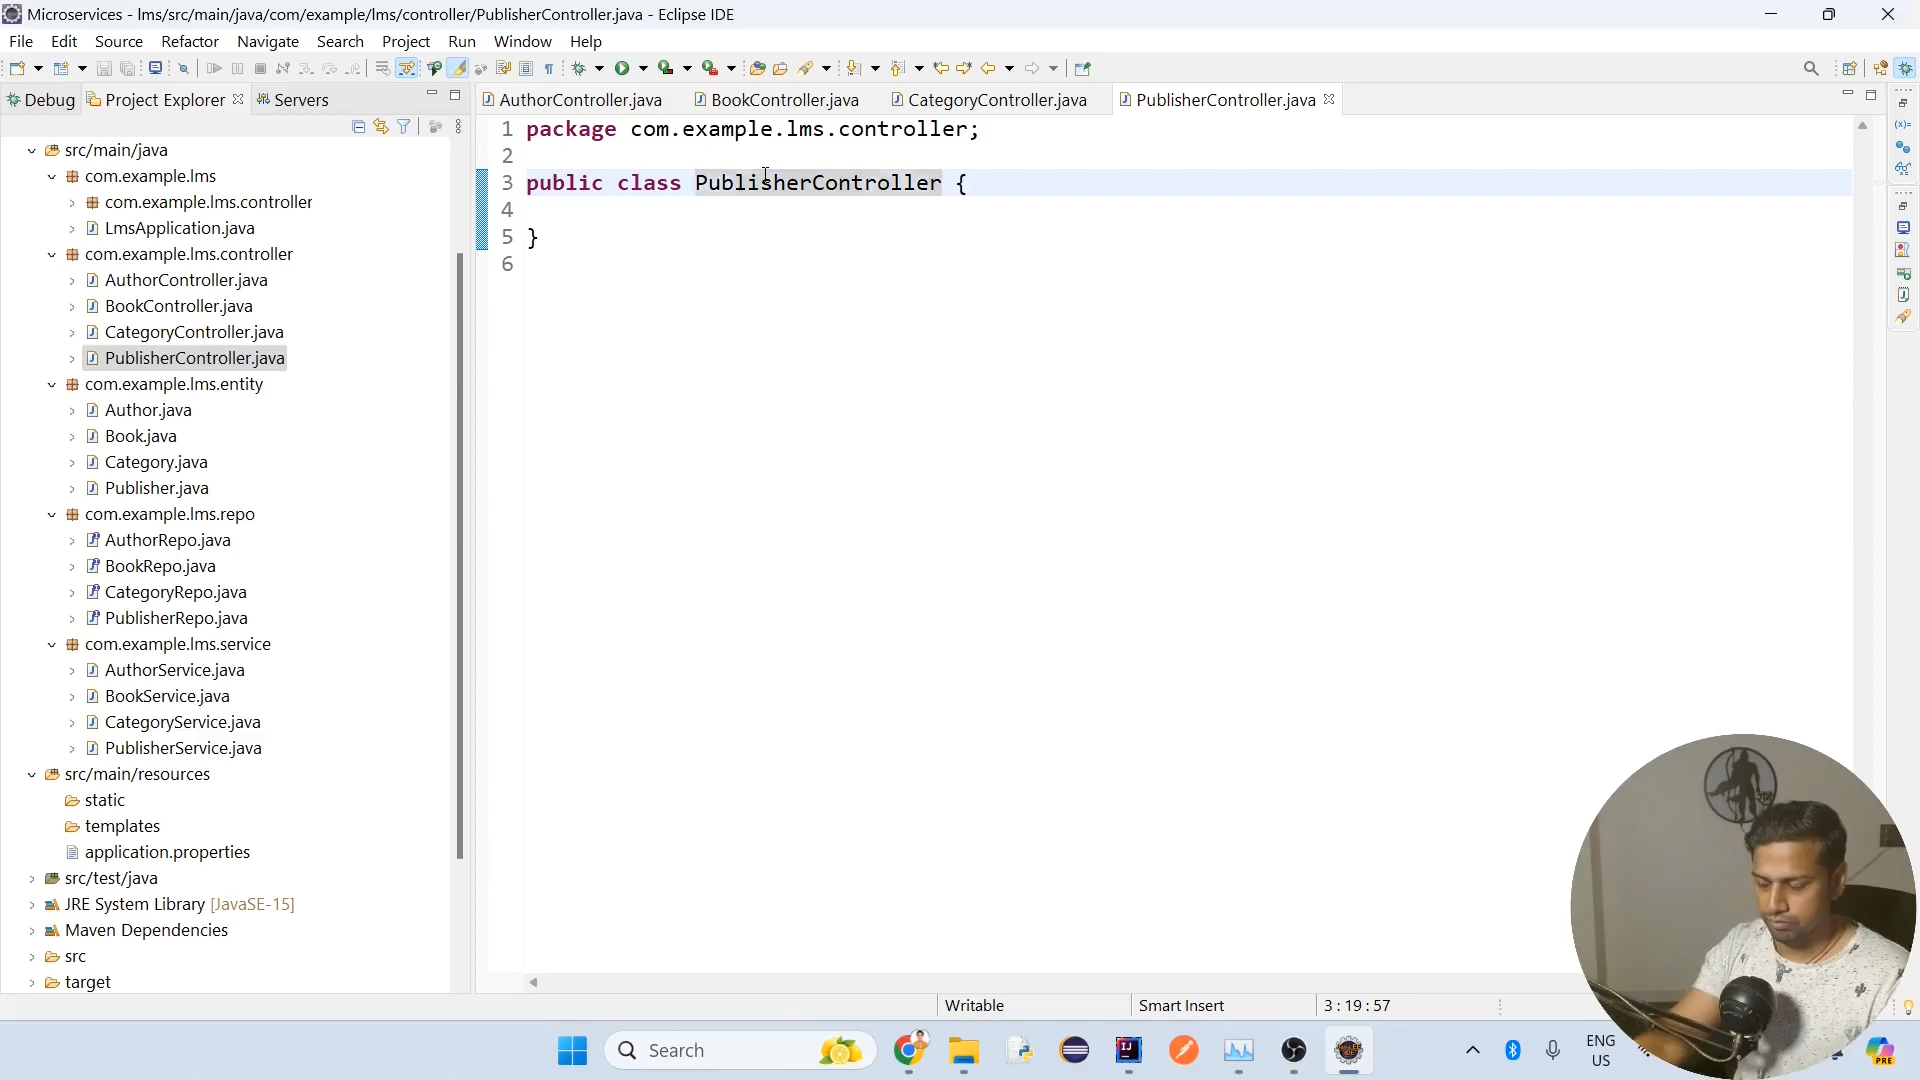 Microservices - lms/src/main/java/com/example/lms/controller/PublisherController.java - Eclipse IDE
File Edit Source Refactor Navigate Search Project Run Window Help
Debug Project Explorer Servers
AuthorController.java BookController.java CategoryController.java PublisherController.java
src/main/java
com.example.lms
com.example.lms.controller
LmsApplication.java
com.example.lms.controller
AuthorController.java
BookController.java
CategoryController.java
PublisherController.java
com.example.lms.entity
Author.java
Book.java
Category.java
Publisher.java
com.example.lms.repo
AuthorRepo.java
BookRepo.java
CategoryRepo.java
PublisherRepo.java
com.example.lms.service
AuthorService.java
BookService.java
CategoryService.java
PublisherService.java
src/main/resources
static
templates
application.properties
src/test/java
JRE System Library [JavaSE-15]
Maven Dependencies
src
target
1 package com.example.lms.controller;
2
3 public class PublisherController {
4
5 }
6
Writable Smart Insert 3 : 19 : 57
Search
ENG
US
PRE